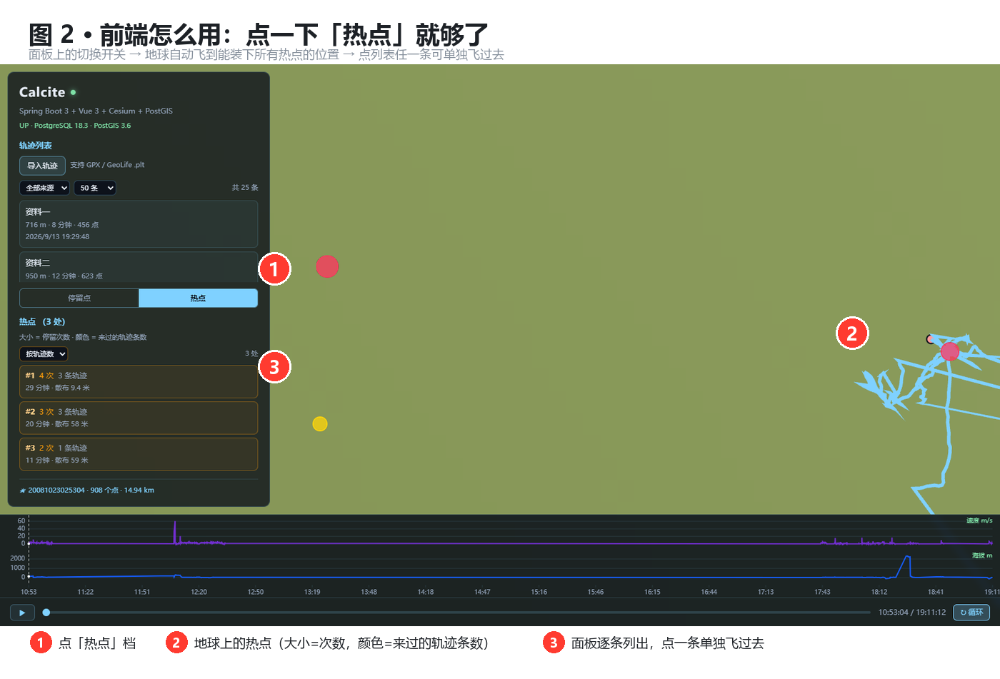 图 2 • 前端怎么用：点一下「热点」就够了
面板上的切换开关 → 地球自动飞到能装下所有热点的位置 → 点列表任一条可单独飞过去
Calcite
Spring Boot 3 + Vue 3 + Cesium + PostGIS
UP · PostgreSQL 18.3 · PostGIS 3.6
轨迹列表
导入轨迹 支持 GPX / GeoLife .plt
全部来源 50 条 共 25 条
资料一
716 m · 8 分钟 · 456 点
2026/9/13 19:29:48
资料二
950 m · 12 分钟 · 623 点
1
停留点 热点
热点 (3 处)
大小 = 停留次数 · 颜色 = 来过的轨迹条数
按轨迹数 3 处
3
#1 4 次 3 条轨迹
29 分钟 · 散布 9.4 米
#2 3 次 3 条轨迹
20 分钟 · 散布 58 米
#3 2 次 1 条轨迹
11 分钟 · 散布 59 米
20081023025304 · 908 个点 · 14.94 km
2
速度 m/s
60
40
20
0
海拔 m
2000
1000
0
10:53 11:22 11:51 12:20 12:50 13:19 13:48 14:18 14:47 15:16 15:46 16:15 16:44 17:13 17:43 18:12 18:41 19:11
10:53:04 / 19:11:12 ↻ 循环
1 点「热点」档 2 地球上的热点（大小=次数，颜色=来过的轨迹条数） 3 面板逐条列出，点一条单独飞过去